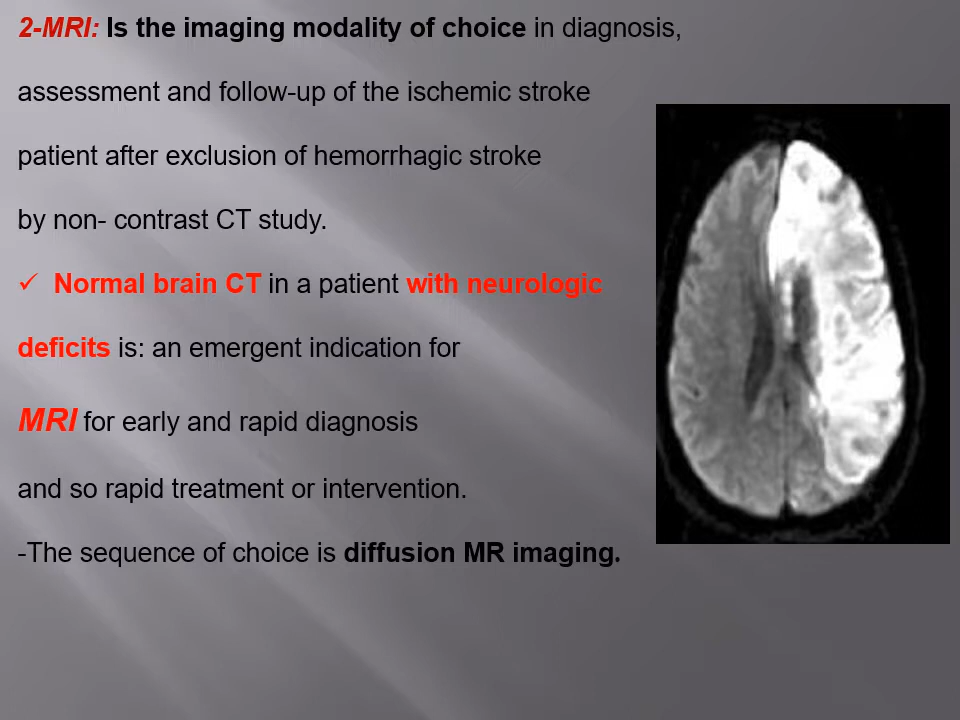 2-MRI: Is the imaging modality of choice in diagnosis,
assessment and follow-up of the ischemic stroke
patient after exclusion of hemorrhagic stroke
by non- contrast CT study.
✓ Normal brain CT in a patient with neurologic
deficits is: an emergent indication for
MRI for early and rapid diagnosis
and so rapid treatment or intervention.
-The sequence of choice is diffusion MR imaging.